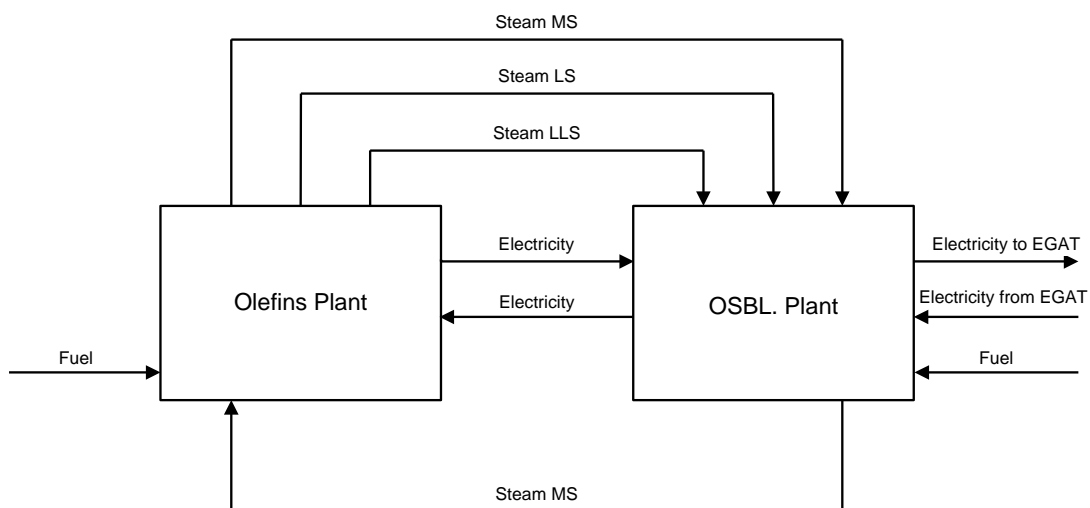 Steam MS
Steam LS
Steam LLS
Electricity
Electricity to EGAT
Olefins Plant
OSBL. Plant
Electricity
Electricity from EGAT
Fuel
Fuel
Steam MS